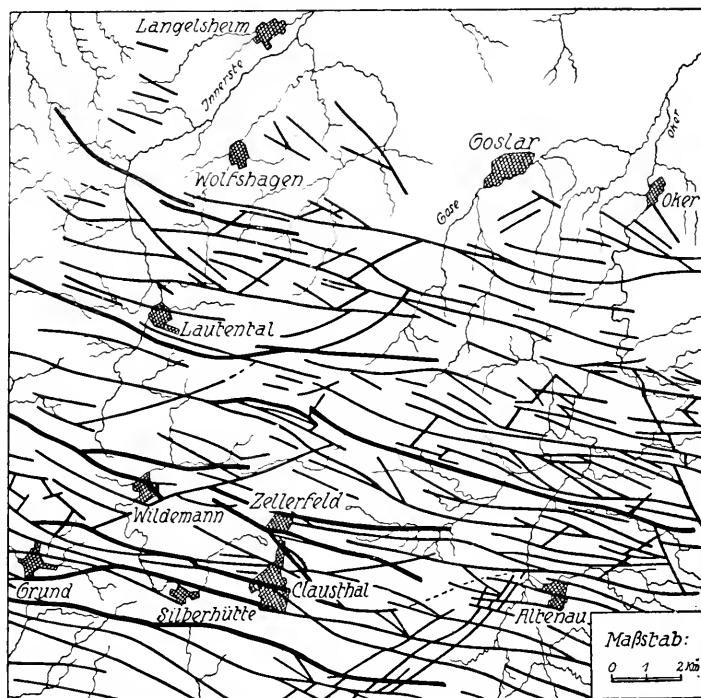 Langelsheim
Innerste
Wolfshagen
Goslar
Gose
Oker
Oker
Lautental
Wildemann
Zellerfeld
Grund
Silberhütte
Clausthal
Altenau
Maßstab:
0 1 2 Km